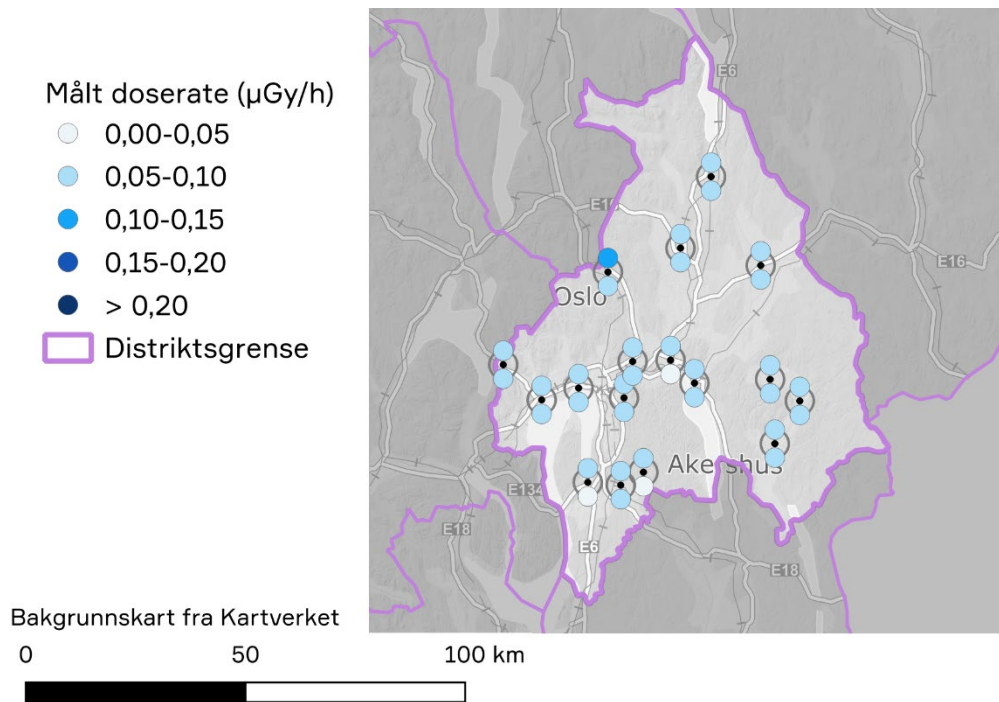 Målt doserate (µGy/h)
0,00-0,05
0,05-0,10
0,10-0,15
0,15-0,20
> 0,20
Distriktsgrense
E6
E16
Oslo
Akershus
E134
E18
E6
E18
Bakgrunnskart fra Kartverket
0 50 100 km